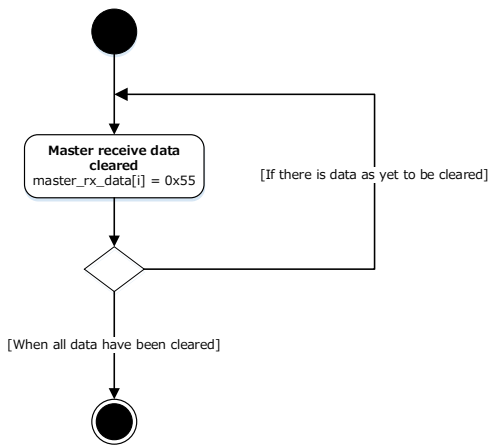 Master receive data
cleared
master_rx_data[i] = 0x55
[If there is data as yet to be cleared]
[When all data have been cleared]